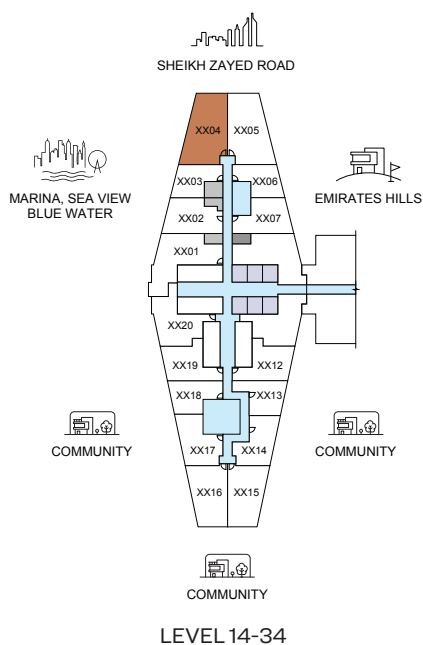 SHEIKH ZAYED ROAD
XX04
XX05
MARINA, SEA VIEW
BLUE WATER
XX03
XX06
EMIRATES HILLS
XX02
XX07
XX01
XX20
XX19
XX12
XX18
XX13
COMMUNITY
XX17
XX14
COMMUNITY
XX16
XX15
COMMUNITY
LEVEL 14-34